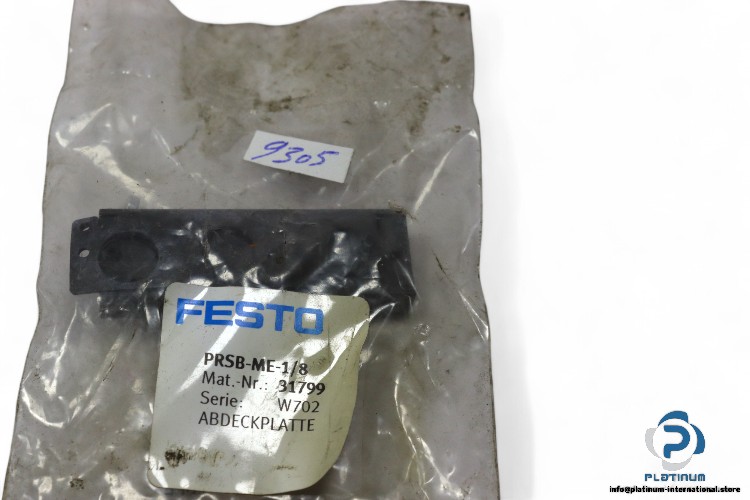 9305
FESTO
PRSB-ME-1/8
Mat.-Nr.: 31799
Serie: W702
ABDECKPLATTE
PLATINUM
info@platinum-international.store